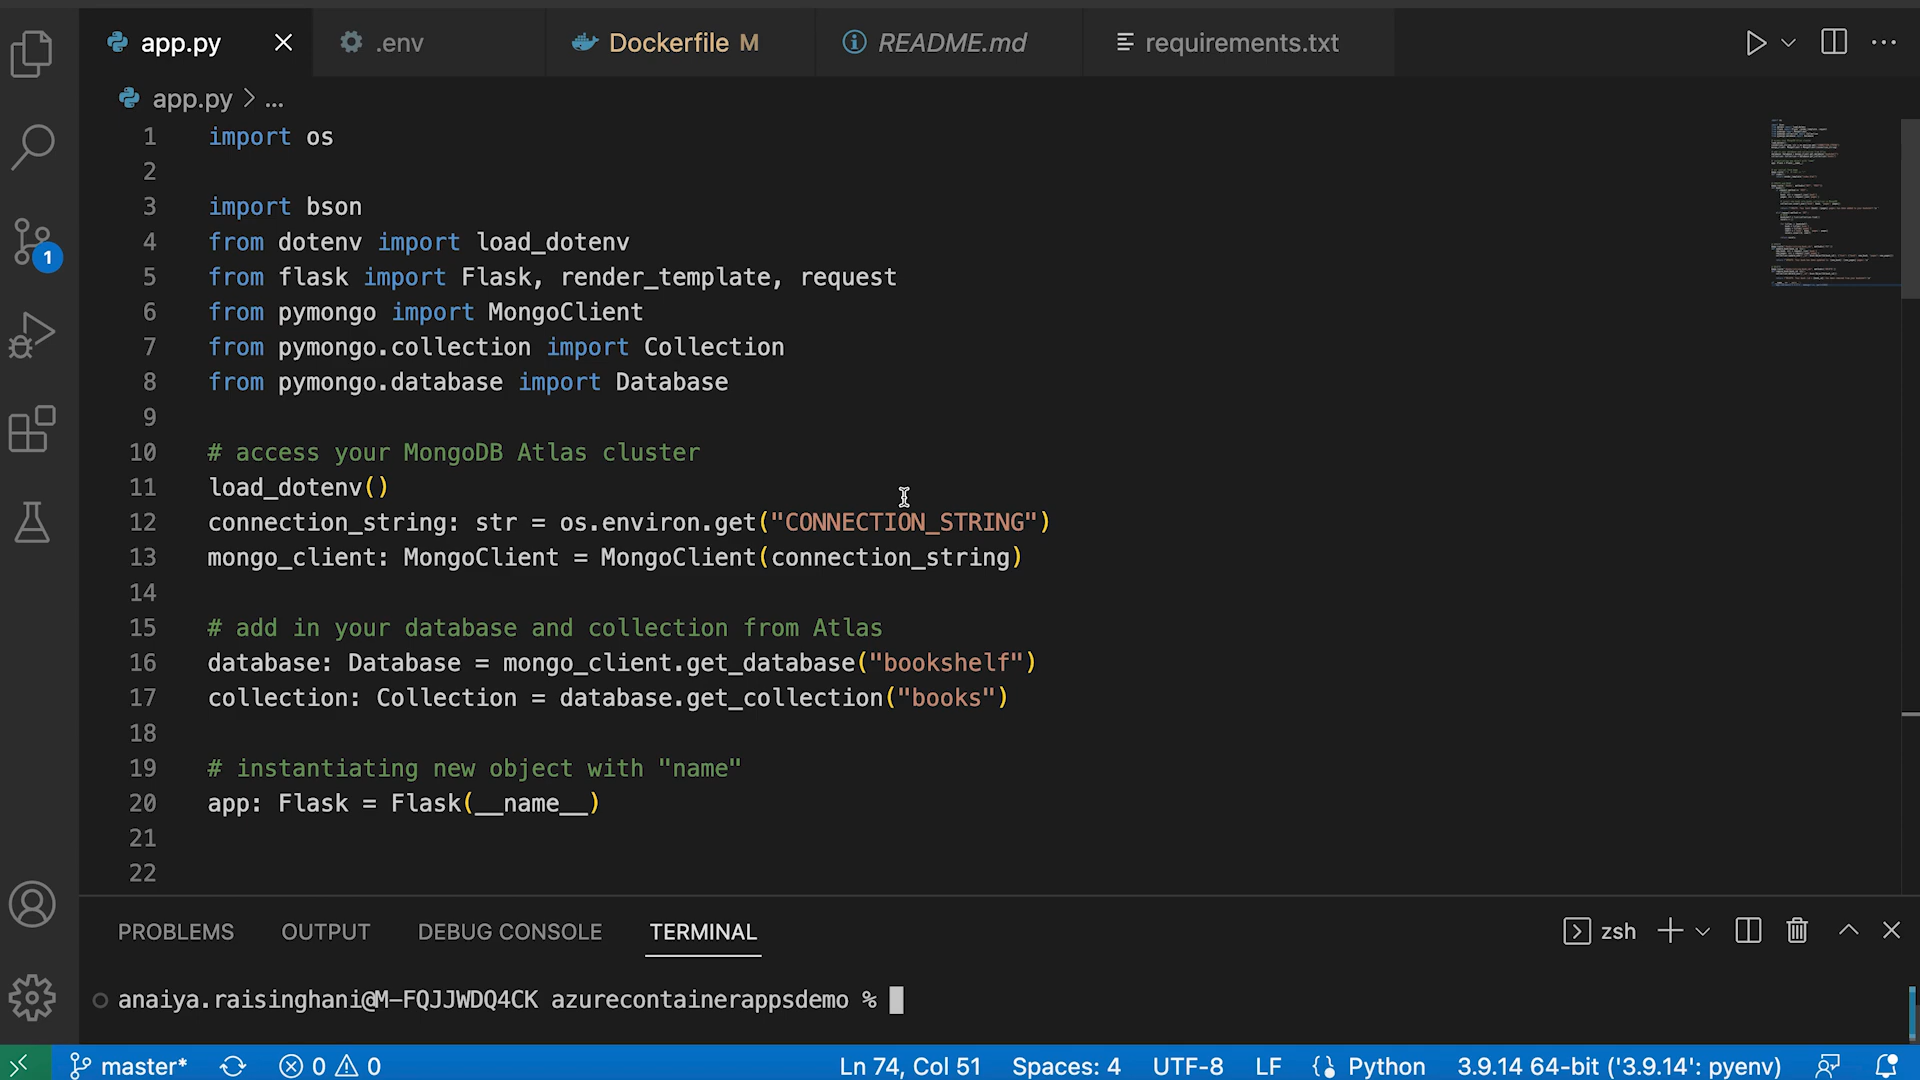 app.py
.env
Dockerfile M
README.md
requirements.txt
app.py > ...
1 import os
2
3 import bson
4 from dotenv import load_dotenv
5 from flask import Flask, render_template, request
6 from pymongo import MongoClient
7 from pymongo.collection import Collection
8 from pymongo.database import Database
9
10 # access your MongoDB Atlas cluster
11 load_dotenv()
12 connection_string: str = os.environ.get("CONNECTION_STRING")
13 mongo_client: MongoClient = MongoClient(connection_string)
14
15 # add in your database and collection from Atlas
16 database: Database = mongo_client.get_database("bookshelf")
17 collection: Collection = database.get_collection("books")
18
19 # instantiating new object with "name"
20 app: Flask = Flask(__name__)
21
22
1
PROBLEMS OUTPUT DEBUG CONSOLE TERMINAL
zsh
anaiya.raisinghani@M-FQJJWDQ4CK azurecontainerappsdemo %
master* 0 0 Ln 74, Col 51 Spaces: 4 UTF-8 LF Python 3.9.14 64-bit ('3.9.14': pyenv)